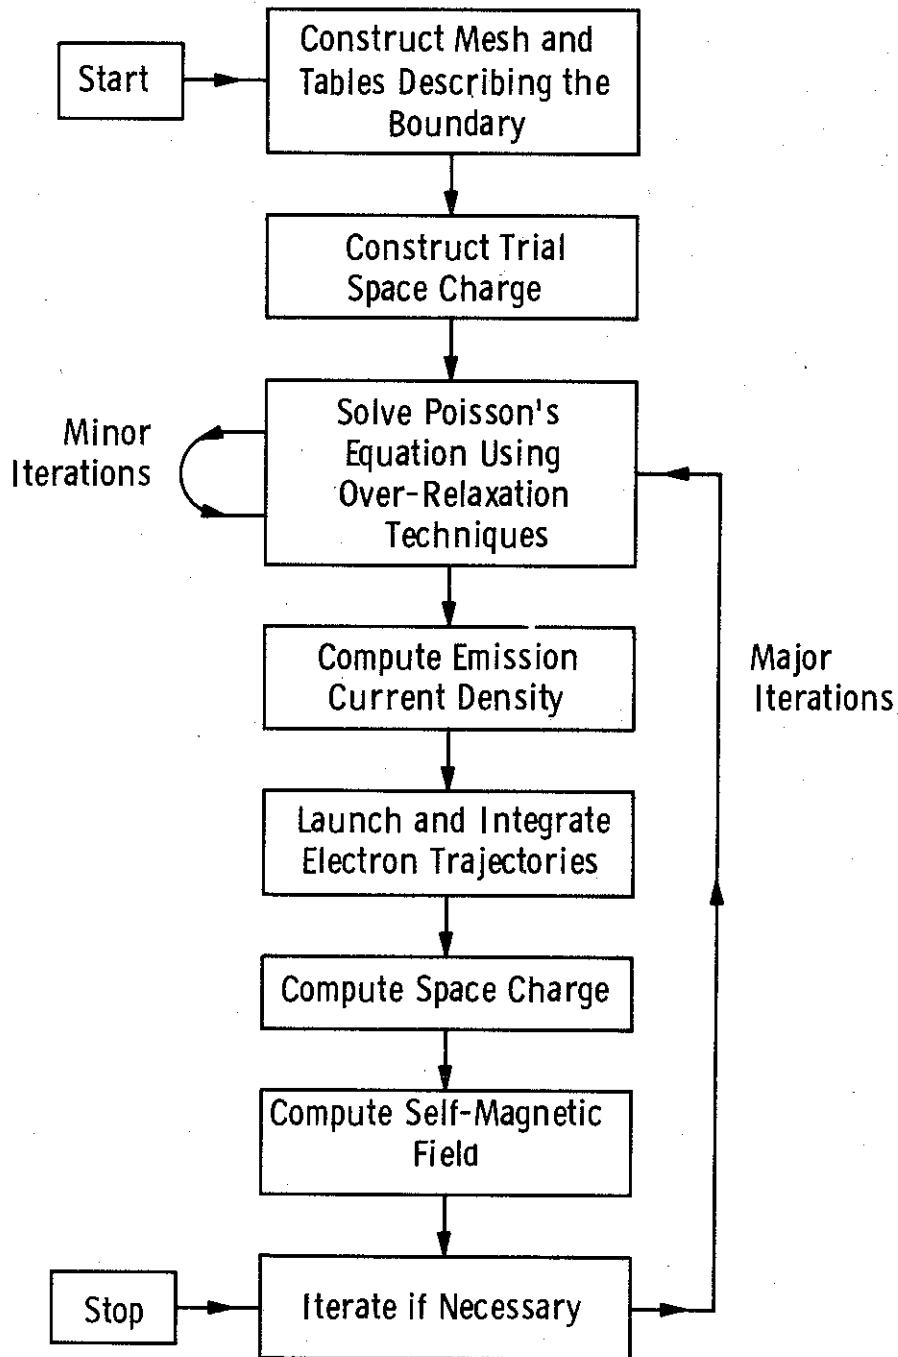 Start
Construct Mesh and
Tables Describing the
Boundary
Construct Trial
Space Charge
Minor
Iterations
Solve Poisson's
Equation Using
Over-Relaxation
Techniques
Compute Emission
Current Density
Major
Iterations
Launch and Integrate
Electron Trajectories
Compute Space Charge
Compute Self-Magnetic
Field
Stop
Iterate if Necessary